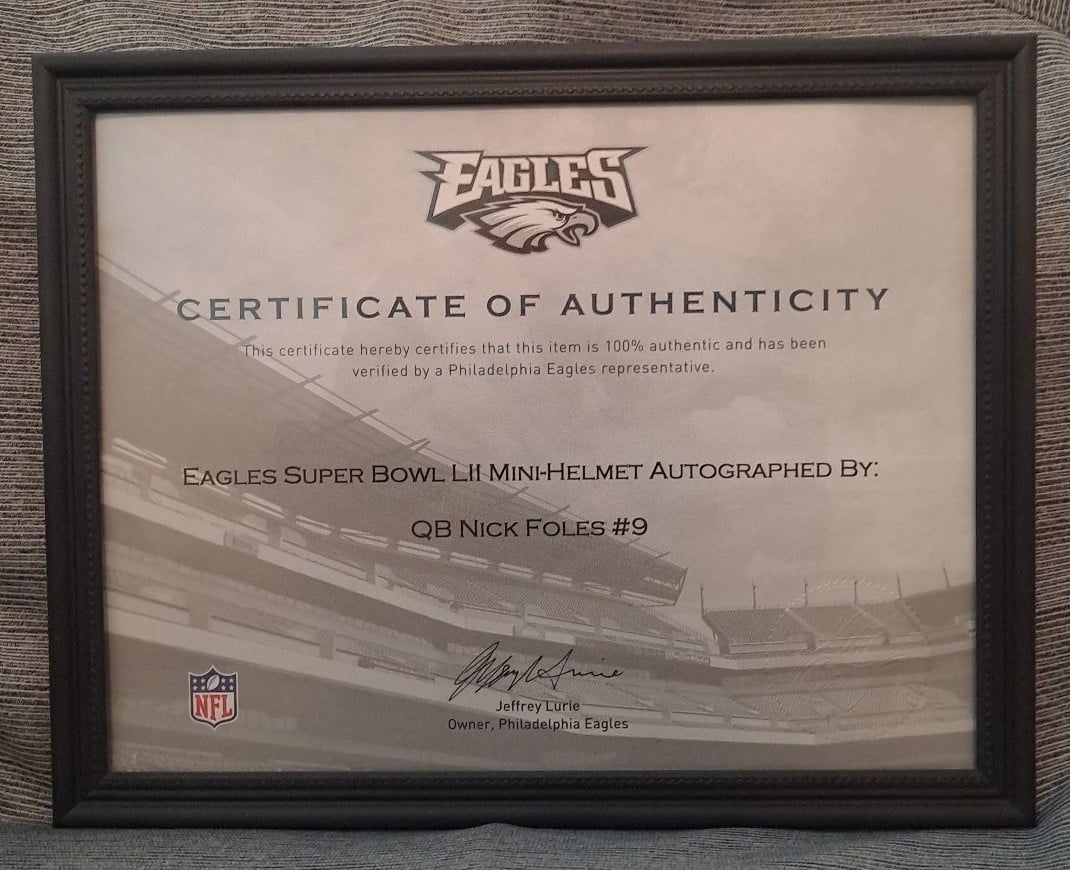 EAGLES
CERTIFICATE OF AUTHENTICITY
This certificate hereby certifies that this item is 100% authentic and has been
verified by a Philadelphia Eagles representative.
EAGLES SUPER BOWL LII MINI-HELMET AUTOGRAPHED BY:
QB NICK FOLES #9
NFL
Jeffrey Lurie
Owner, Philadelphia Eagles